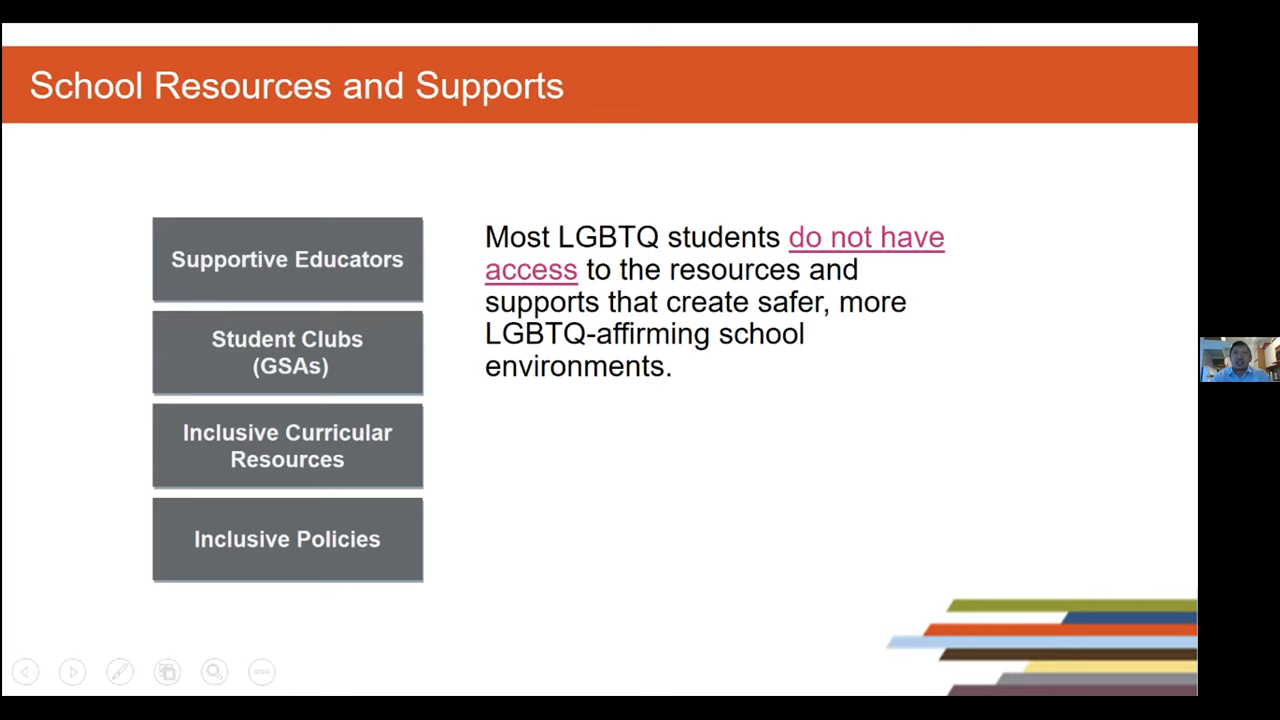 School Resources and Supports
Supportive Educators
Student Clubs
(GSAs)
Inclusive Curricular
Resources
Inclusive Policies
Most LGBTQ students do not have
access to the resources and
supports that create safer, more
LGBTQ-affirming school
environments.